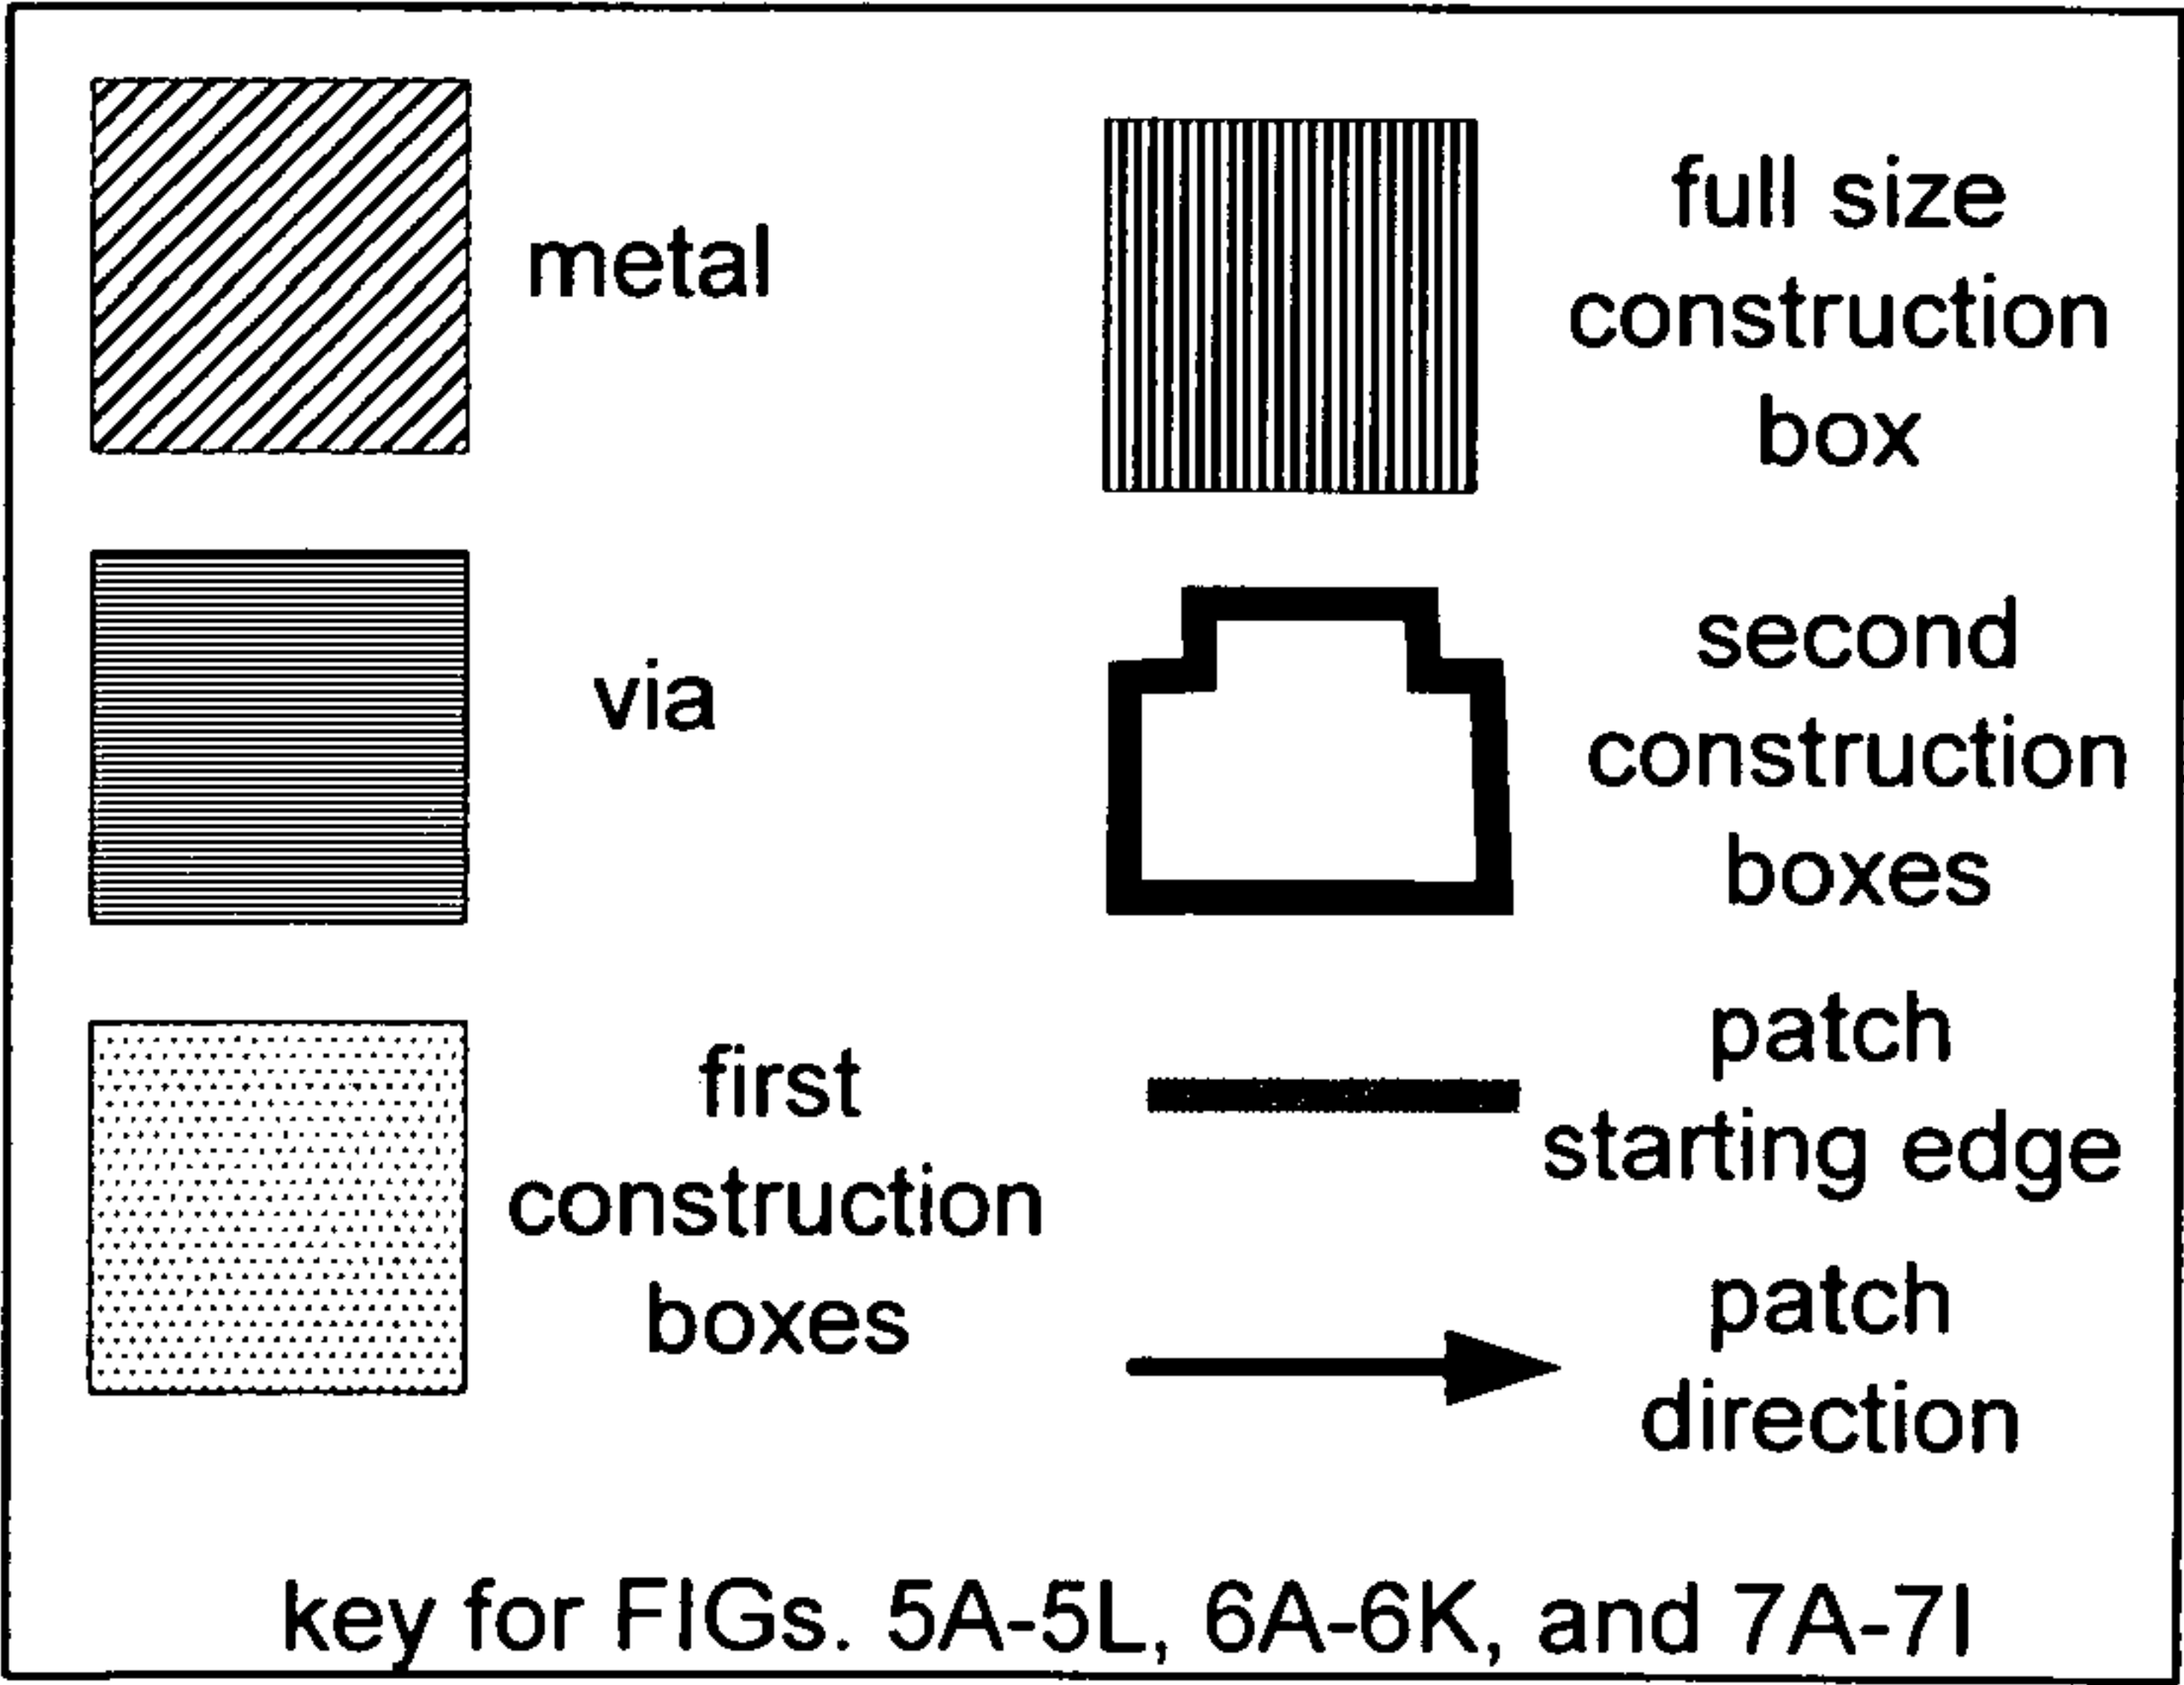 metal
full size
construction
box
via
second
construction
boxes
first
construction
boxes
patch
starting edge
patch
direction
key for FIGs. 5A-5L, 6A-6K, and 7A-7I